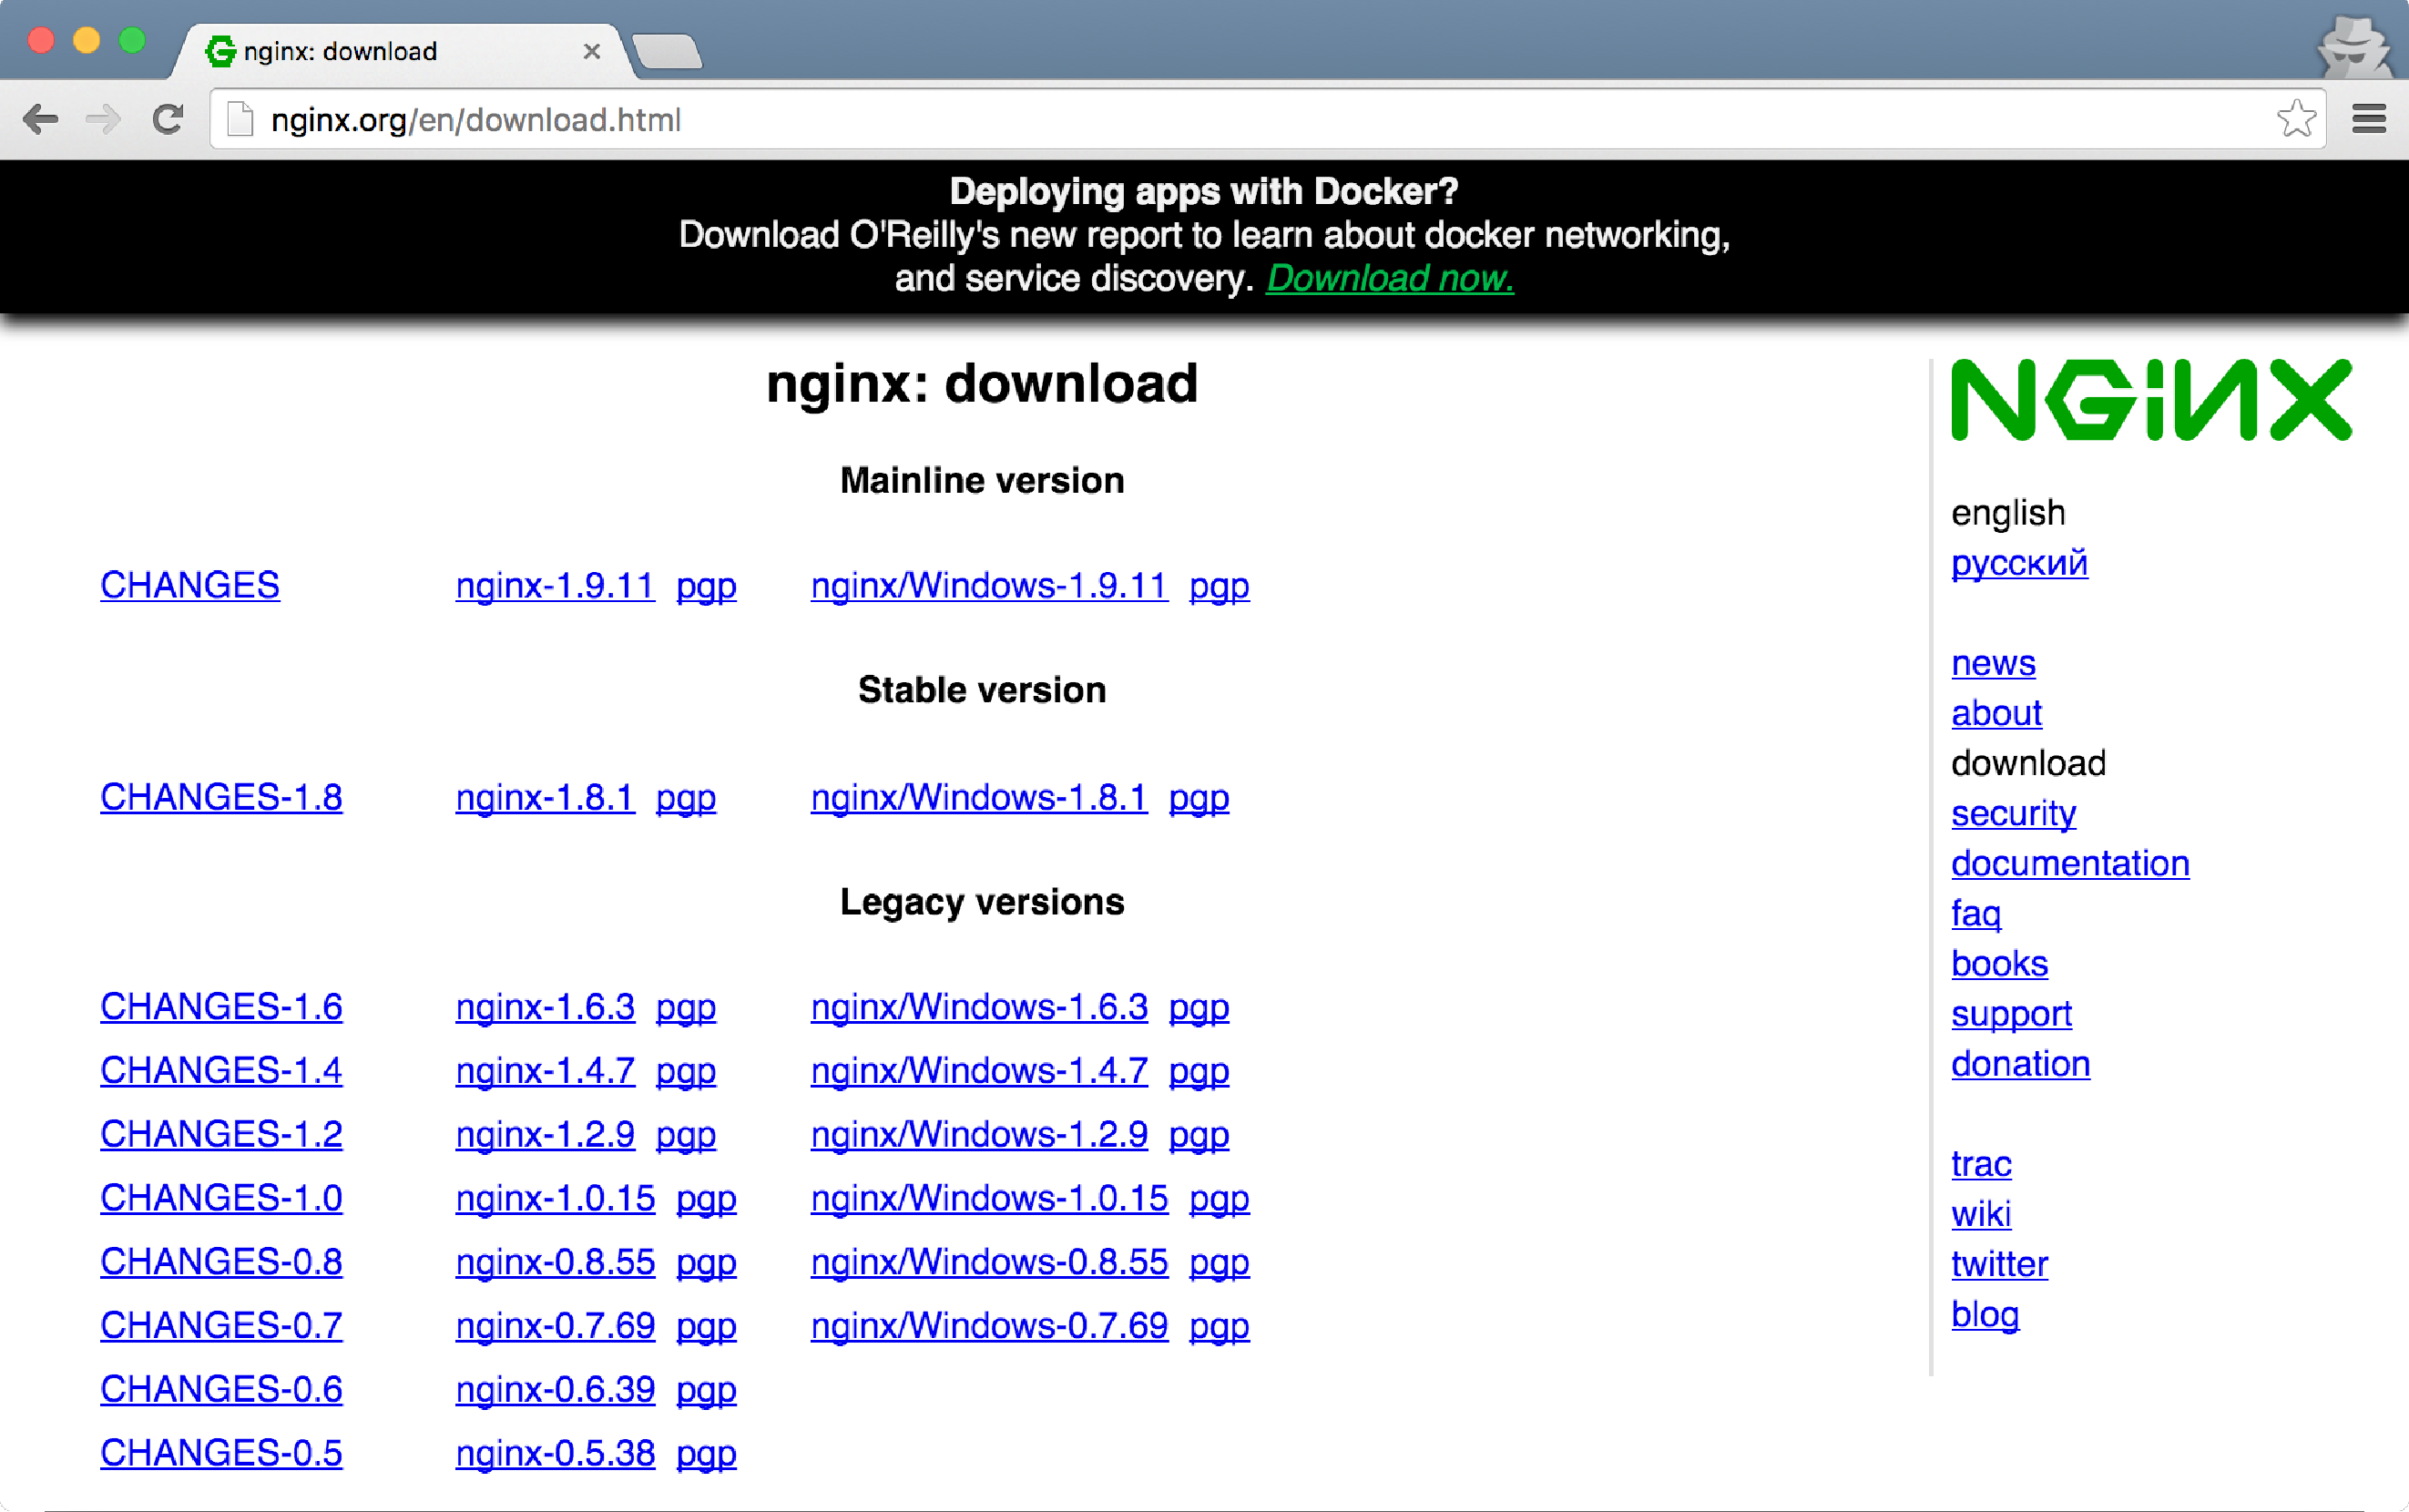 nginx: download
nginx.org/en/download.html
Deploying apps with Docker?
Download O'Reilly's new report to learn about docker networking,
and service discovery. Download now.
nginx: download
Mainline version
CHANGES nginx-1.9.11 pgp nginx/Windows-1.9.11 pgp
Stable version
CHANGES-1.8 nginx-1.8.1 pgp nginx/Windows-1.8.1 pgp
Legacy versions
CHANGES-1.6 nginx-1.6.3 pgp nginx/Windows-1.6.3 pgp
CHANGES-1.4 nginx-1.4.7 pgp nginx/Windows-1.4.7 pgp
CHANGES-1.2 nginx-1.2.9 pgp nginx/Windows-1.2.9 pgp
CHANGES-1.0 nginx-1.0.15 pgp nginx/Windows-1.0.15 pgp
CHANGES-0.8 nginx-0.8.55 pgp nginx/Windows-0.8.55 pgp
CHANGES-0.7 nginx-0.7.69 pgp nginx/Windows-0.7.69 pgp
CHANGES-0.6 nginx-0.6.39 pgp
CHANGES-0.5 nginx-0.5.38 pgp
NGiNX
english
русский
news
about
download
security
documentation
faq
books
support
donation
trac
wiki
twitter
blog